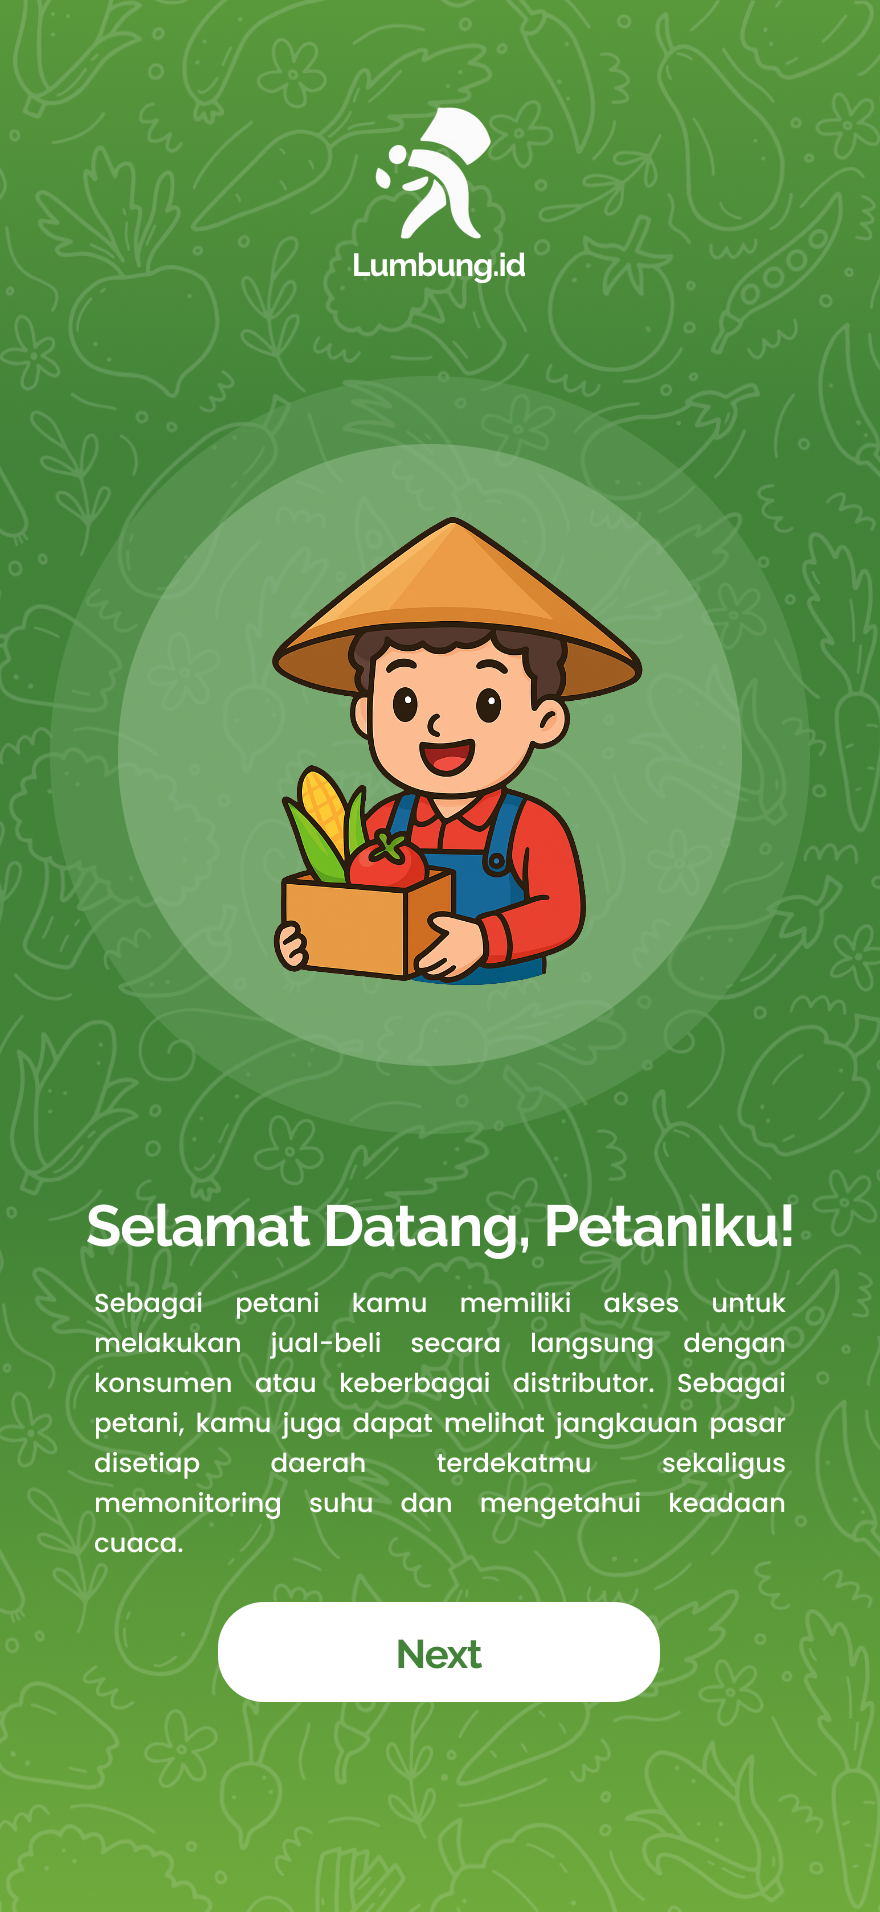 Lumbung.id
Selamat Datang, Petaniku!
Sebagai petani kamu memiliki akses untuk
melakukan jual-beli secara langsung dengan
konsumen atau keberbagai distributor. Sebagai
petani, kamu juga dapat melihat jangkauan pasar
disetiap daerah terdekatmu sekaligus
memonitoring suhu dan mengetahui keadaan
cuaca.
Next